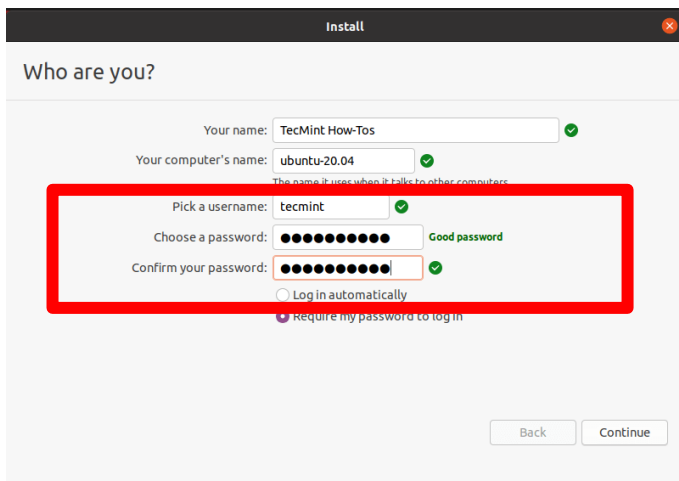 Install
Who are you?
Your name: TecMint How-Tos
Your computer's name: ubuntu-20.04
The name it uses when it talks to other computers.
Pick a username: tecmint
Choose a password: ●●●●●●●●●● Good password
Confirm your password: ●●●●●●●●●●
Log in automatically
Require my password to log in
Back Continue